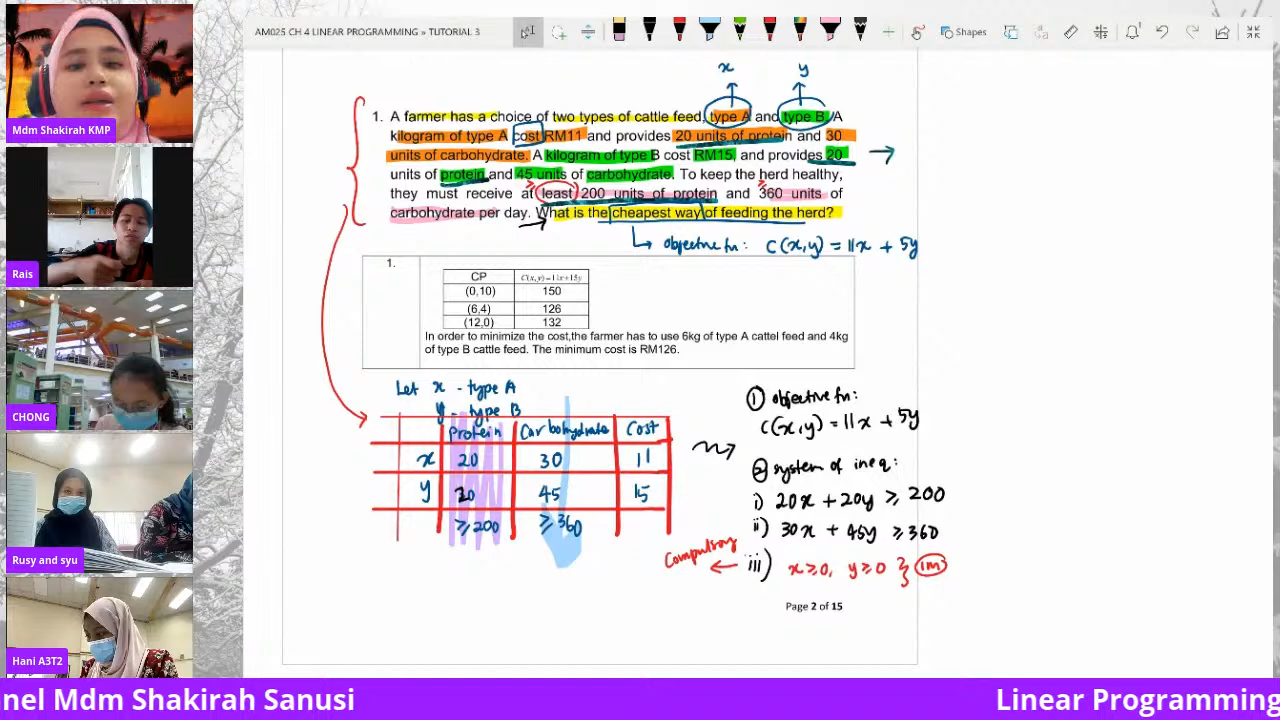 AM025 CH 4 LINEAR PROGRAMMING » TUTORIAL 3
Shapes
Mdm Shakirah KMP
Rais
CHONG
Rusy and syu
Hani A3T2
x
y
1. A farmer has a choice of two types of cattle feed, type A and type B. A
kilogram of type A cost RM11 and provides 20 units of protein and 30
units of carbohydrate. A kilogram of type B cost RM15, and provides 20
units of protein and 45 units of carbohydrate. To keep the herd healthy,
they must receive at least 200 units of protein and 360 units of
carbohydrate per day. What is the cheapest way of feeding the herd?
objective fn: C(x,y) = 11x + 5y
1.
CP C(x,y)=11x+15y
(0,10) 150
(6,4) 126
(12,0) 132
In order to minimize the cost,the farmer has to use 6kg of type A cattel feed and 4kg
of type B cattle feed. The minimum cost is RM126.
Let x - type A
y - type B
Protein Carbohydrate Cost
x 20 30 11
y 20 45 15
≥200 ≥360
① objective fn:
C(x,y) = 11x + 5y
② system of ineq:
i) 20x + 20y ≥ 200
ii) 30x + 45y ≥ 360
Compulsory
iii) x≥0, y≥0 } 1m
Page 2 of 15
nel Mdm Shakirah Sanusi
Linear Programming